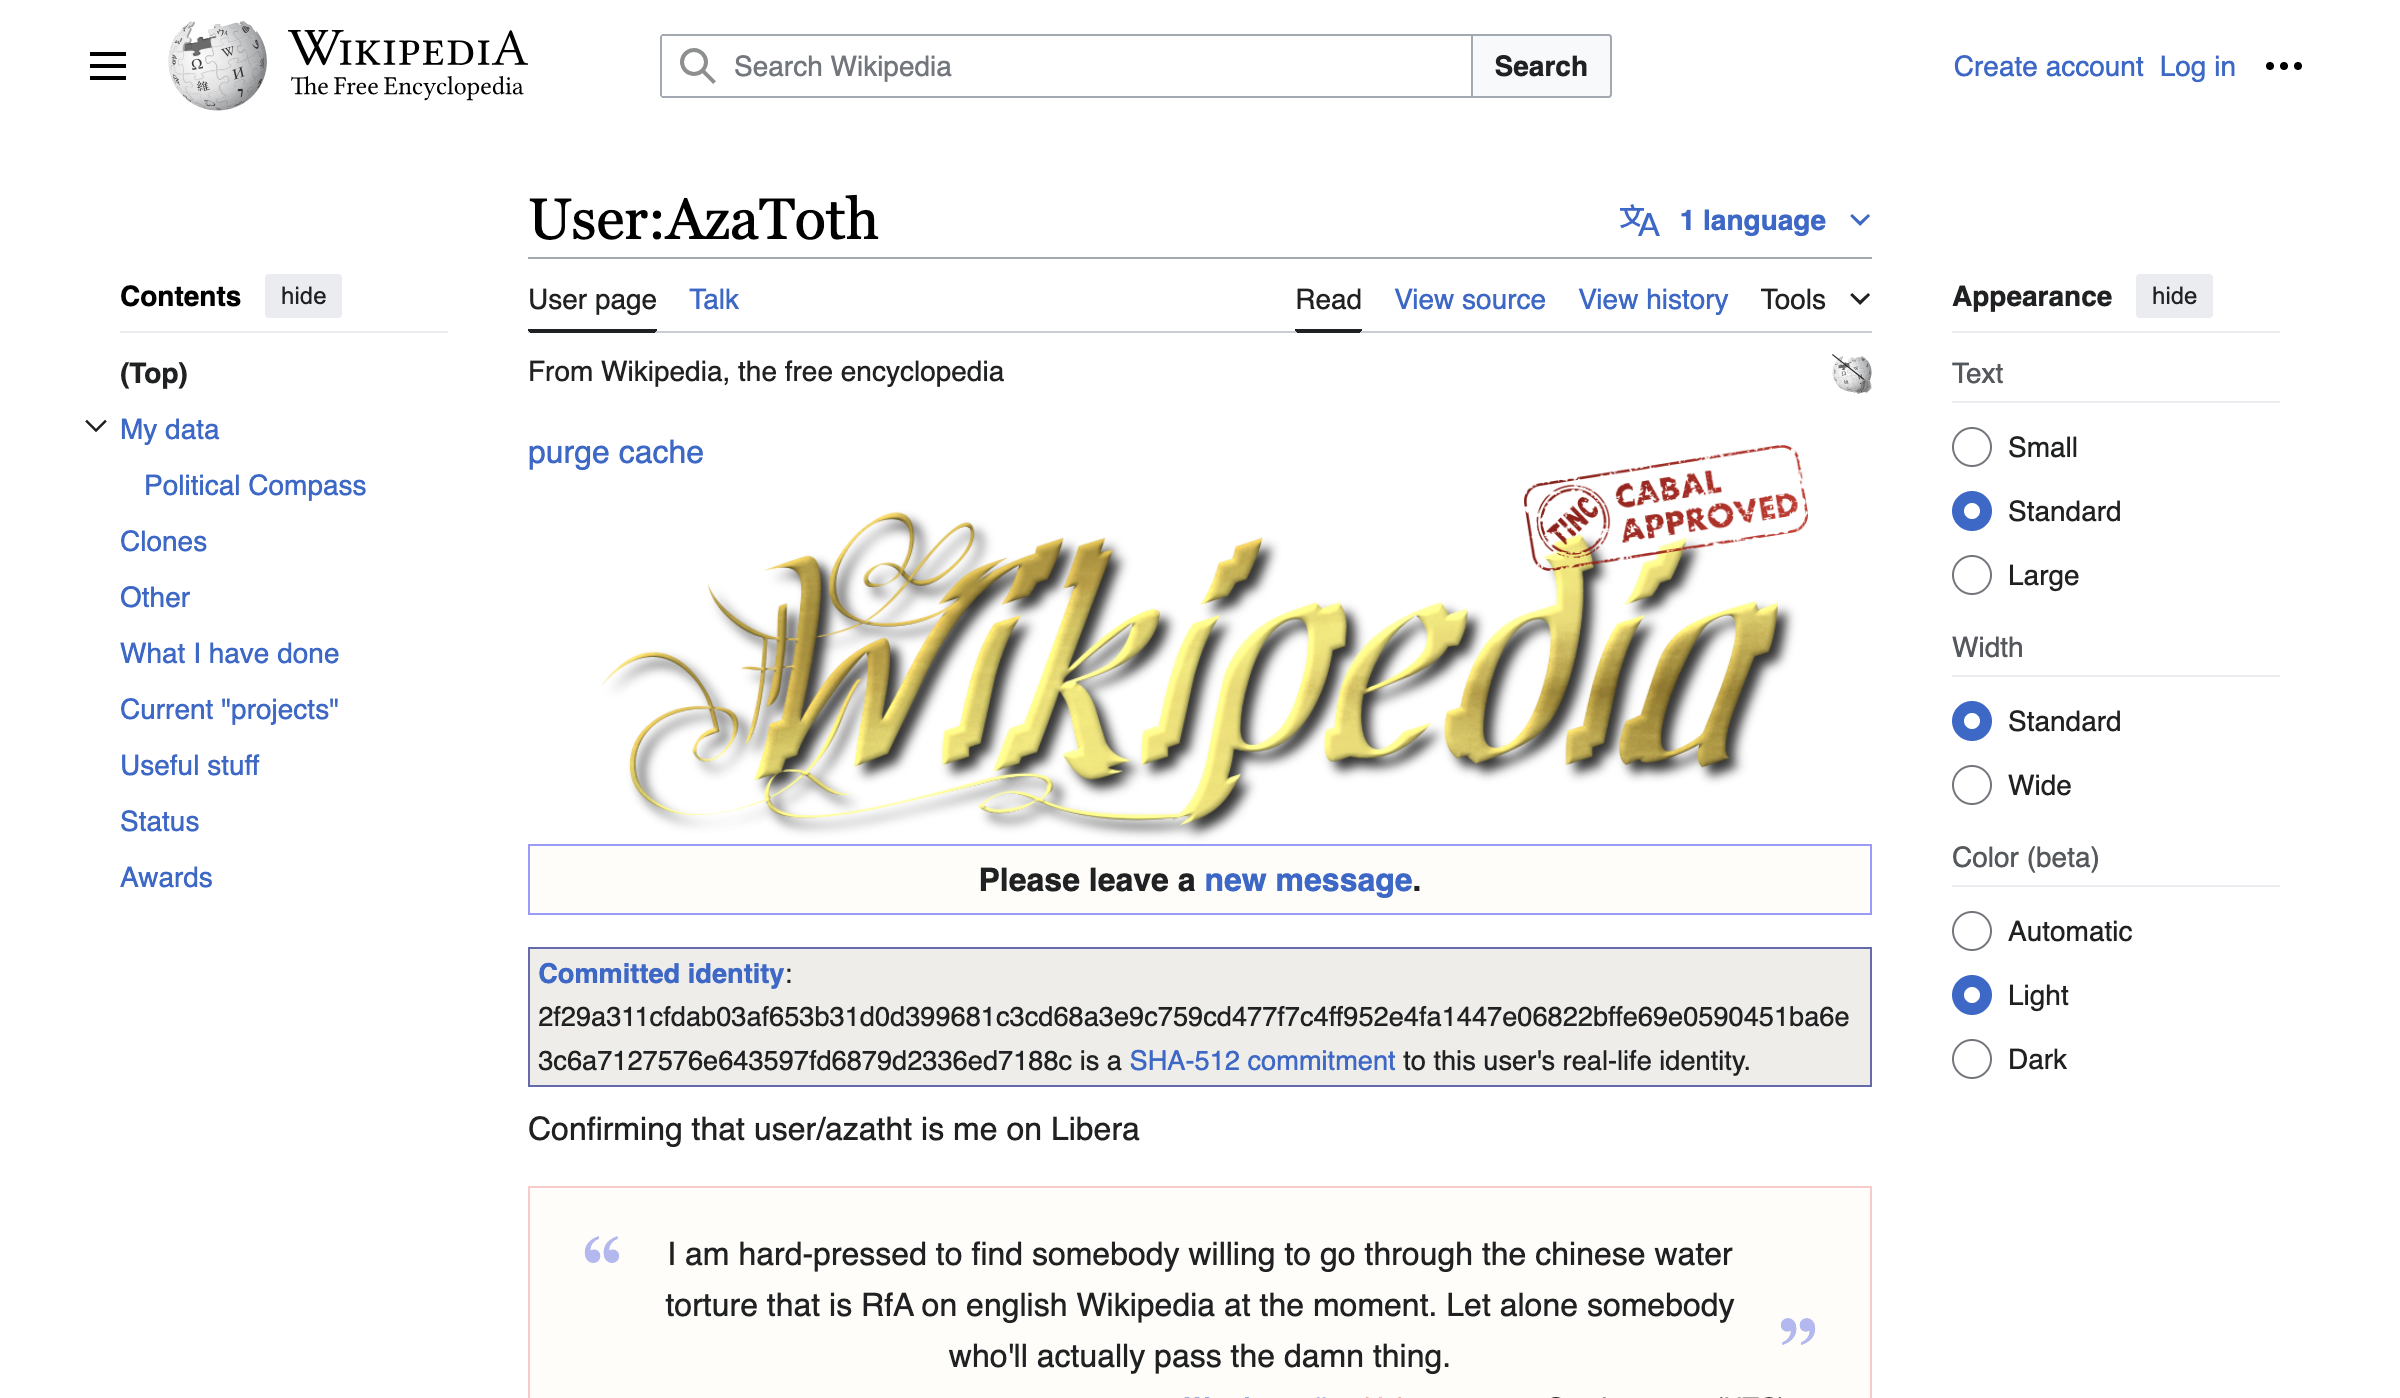 WIKIPEDIA
The Free Encyclopedia
Search Wikipedia
Search
Create account Log in
User:AzaToth
1 language
Contents hide
(Top)
My data
Political Compass
Clones
Other
What I have done
Current "projects"
Useful stuff
Status
Awards
User page Talk
Read View source View history Tools
From Wikipedia, the free encyclopedia
purge cache
TINC CABAL
APPROVED
Wikipedia
Please leave a new message.
Committed identity:
2f29a311cfdab03af653b31d0d399681c3cd68a3e9c759cd477f7c4ff952e4fa1447e06822bffe69e0590451ba6e
3c6a7127576e643597fd6879d2336ed7188c is a SHA-512 commitment to this user's real-life identity.
Confirming that user/azatht is me on Libera
“ I am hard-pressed to find somebody willing to go through the chinese water
torture that is RfA on english Wikipedia at the moment. Let alone somebody
who'll actually pass the damn thing. ”
Appearance hide
Text
Small
Standard
Large
Width
Standard
Wide
Color (beta)
Automatic
Light
Dark